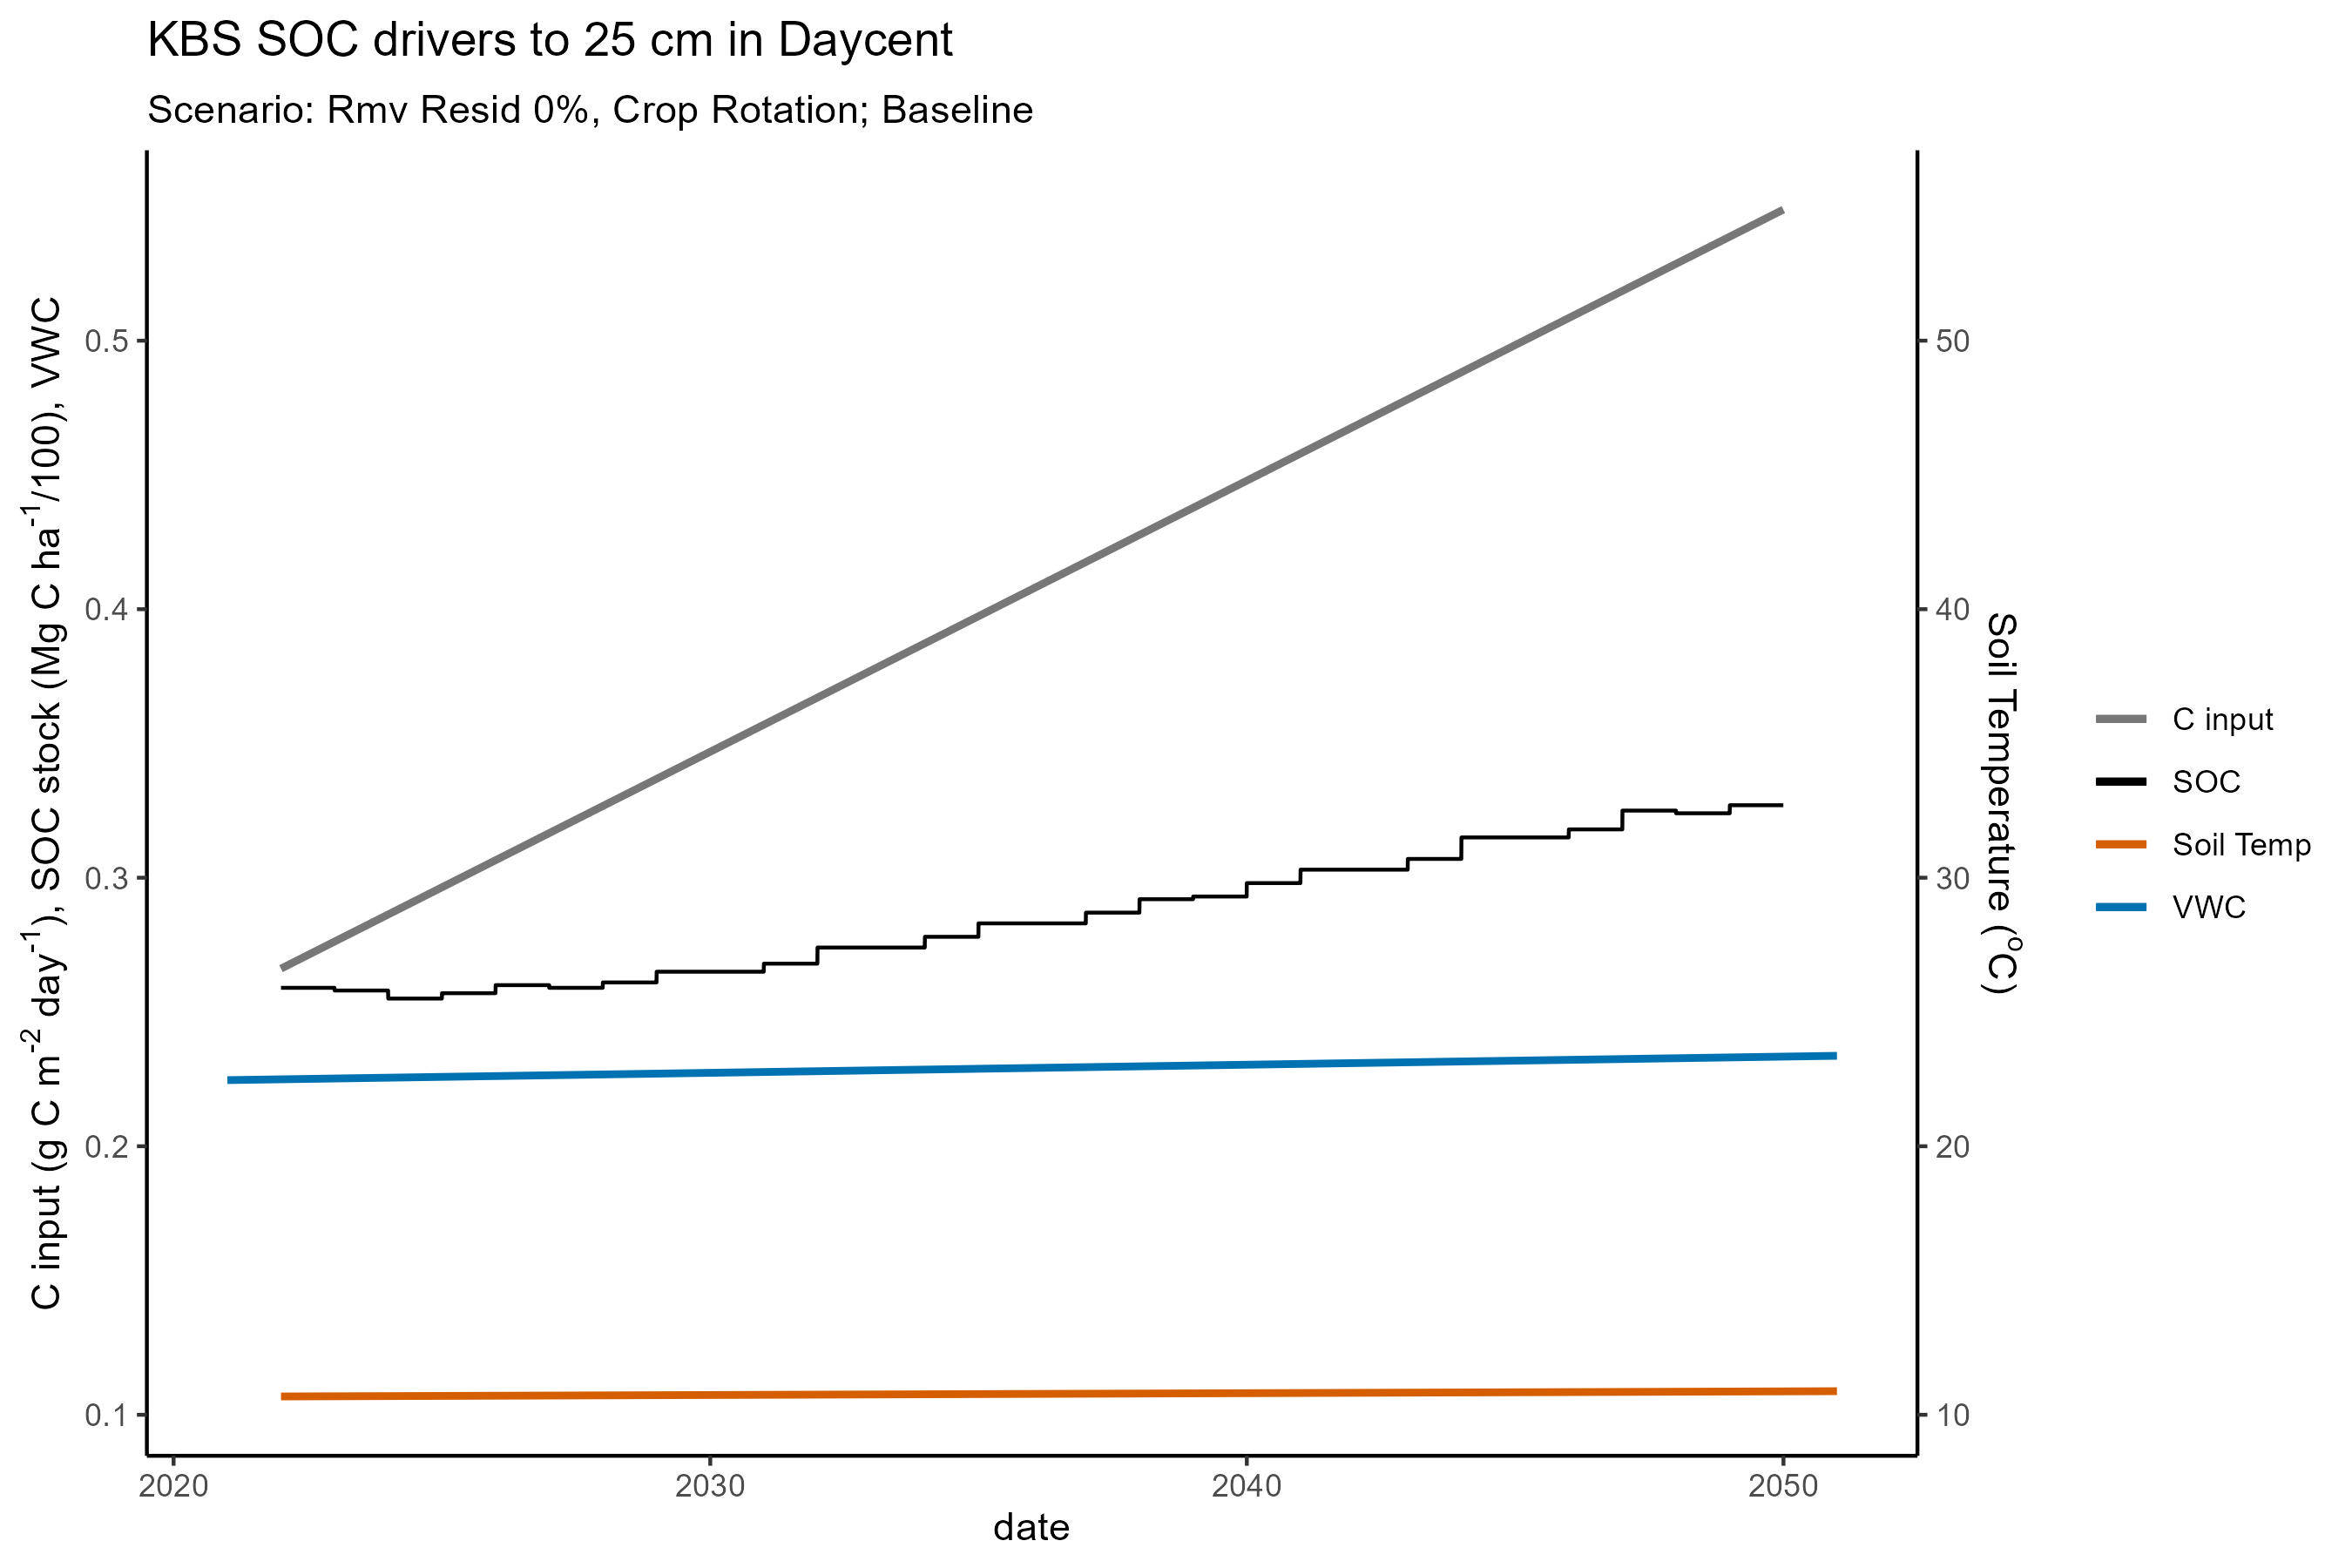 KBS SOC drivers to 25 cm in Daycent
Scenario: Rmv Resid 0%, Crop Rotation; Baseline
C input (g C m⁻² day⁻¹), SOC stock (Mg C ha⁻¹/100), VWC
0.5
0.4
0.3
0.2
0.1
50
40
30
20
10
Soil Temperature (ºC)
C input
SOC
Soil Temp
VWC
2020
2030
2040
2050
date